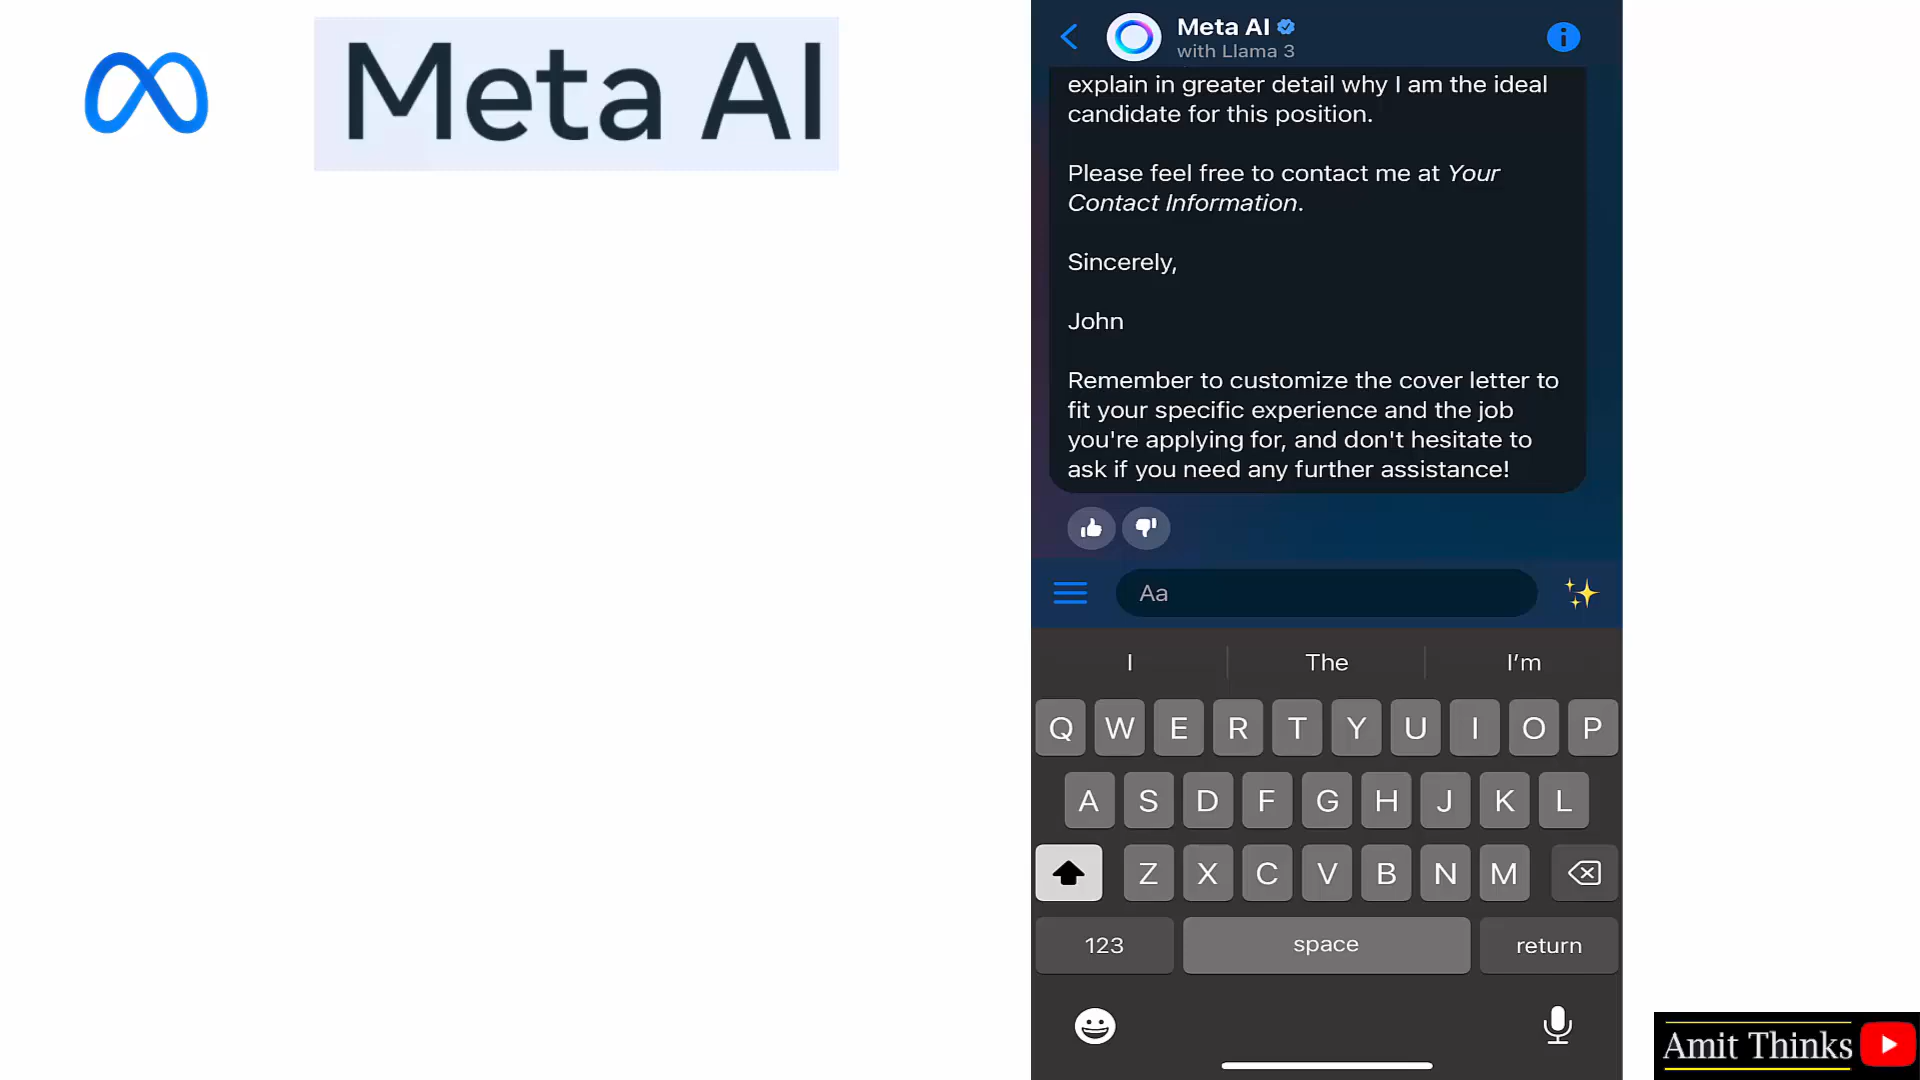 Meta AI
Meta AI
with Llama 3
explain in greater detail why I am the ideal
candidate for this position.
Please feel free to contact me at Your
Contact Information.
Sincerely,
John
Remember to customize the cover letter to
fit your specific experience and the job
you're applying for, and don't hesitate to
ask if you need any further assistance!
Aa
I The I'm
Q W E R T Y U I O P
A S D F G H J K L
Z X C V B N M
123 space return
Amit Thinks